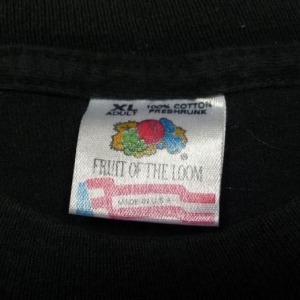 XL 100% COTTON
ADULT PRESHRUNK
®
FRUIT OF THE LOOM
MADE IN U.S.A.